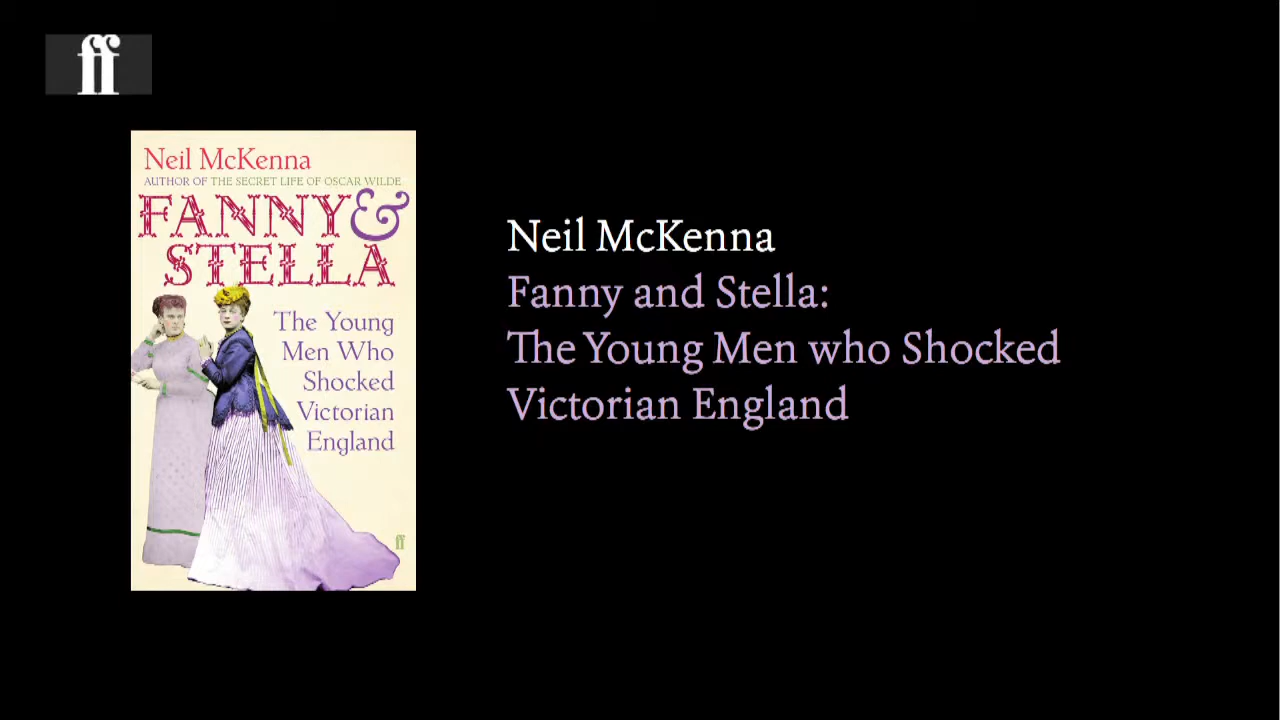 ff
Neil McKenna
AUTHOR OF THE SECRET LIFE OF OSCAR WILDE
FANNY &
STELLA
The Young
Men Who
Shocked
Victorian
England
ff
Neil McKenna
Fanny and Stella:
The Young Men who Shocked
Victorian England